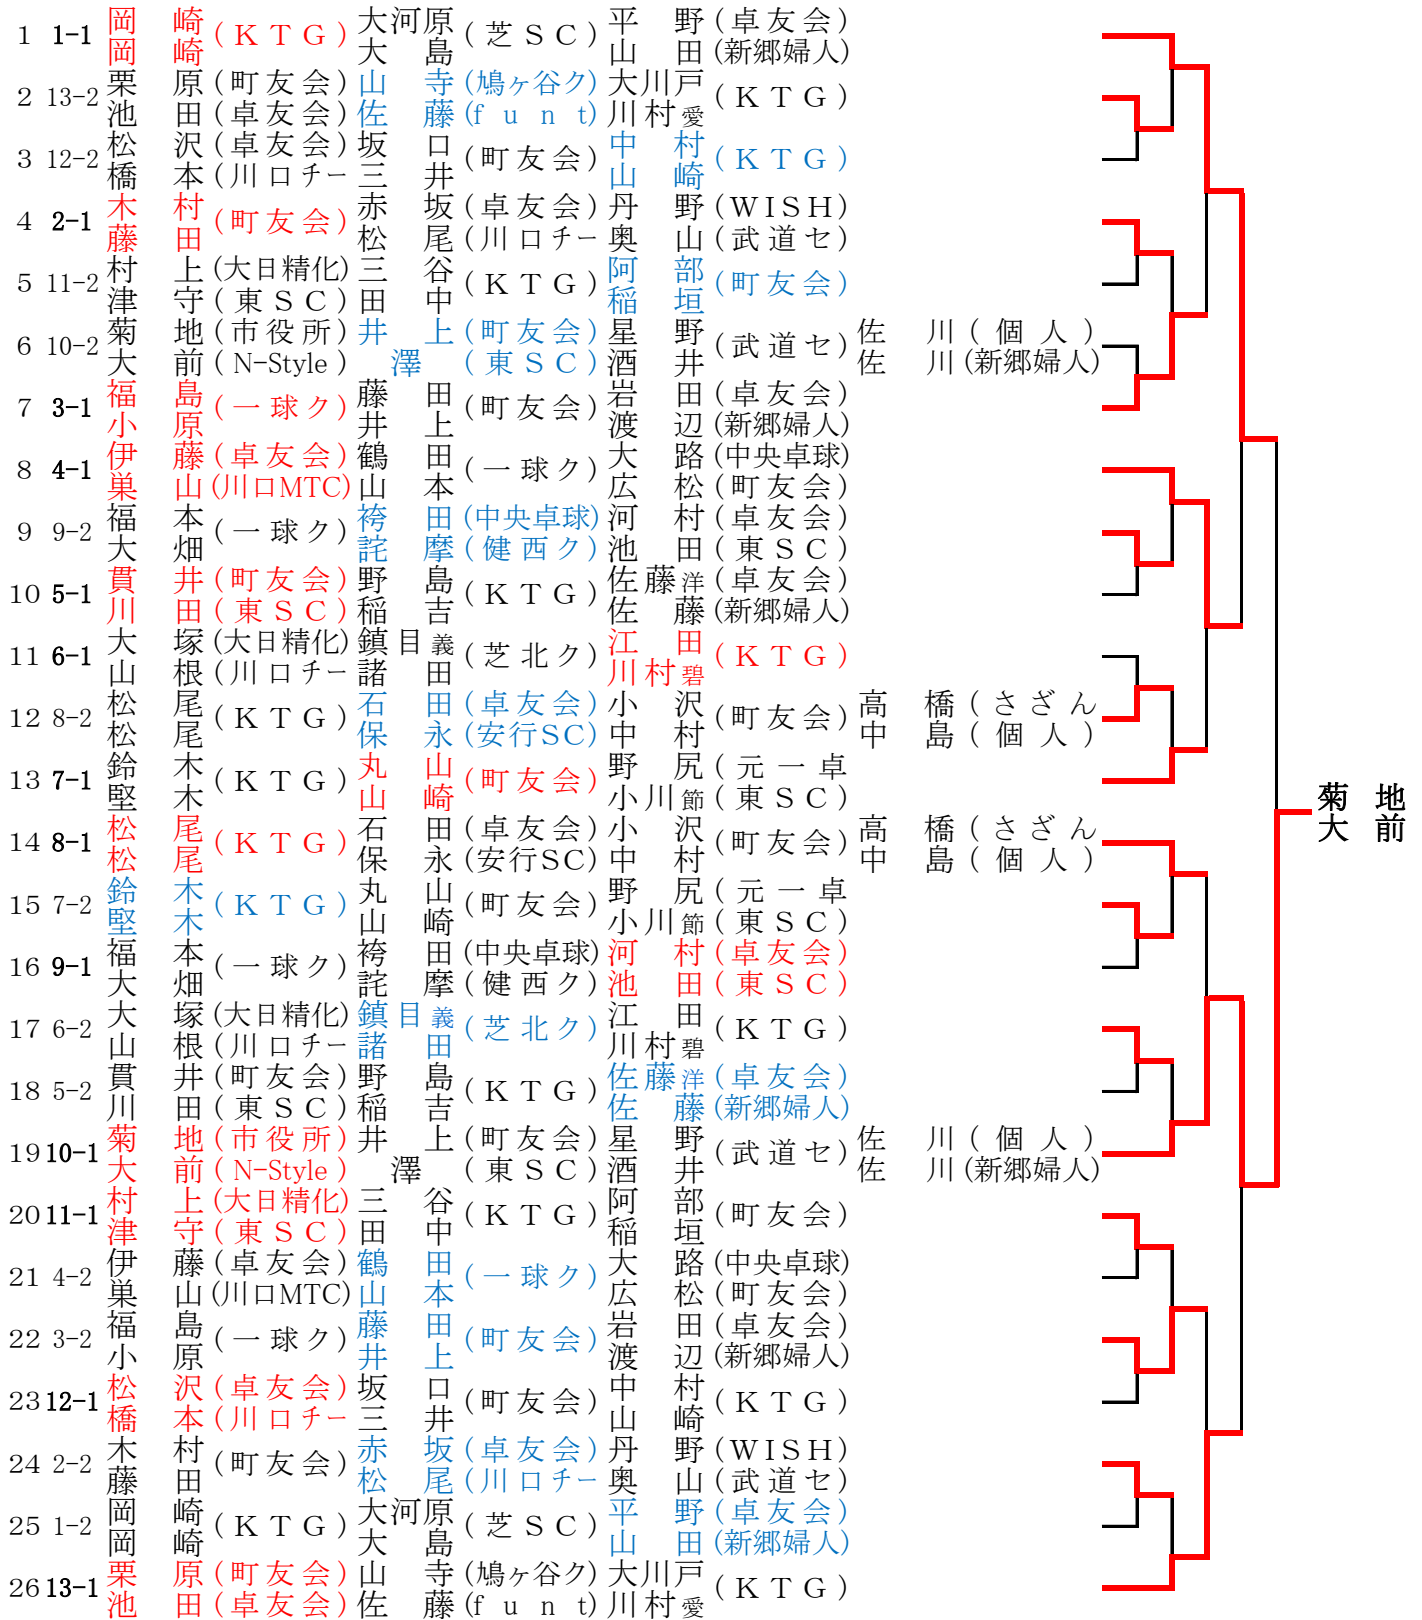 1 1-1 岡崎 岡崎 (KTG) 大河原 大島 (芝SC) 平野 (卓友会) 山田 (新郷婦人)
2 13-2 栗原 (町友会) 池田 (卓友会) 山寺 (鳩ヶ谷ク) 佐藤 (funt) 大川戸 川村愛 (KTG)
3 12-2 松沢 (卓友会) 橋本 (川口チー 坂口 三井 (町友会) 中村 山崎 (KTG)
4 2-1 木村 藤田 (町友会) 赤坂 (卓友会) 松尾 (川口チー 丹野 (WISH) 奥山 (武道セ)
5 11-2 村上 (大日精化) 津守 (東SC) 三谷 田中 (KTG) 阿部 稲垣 (町友会)
6 10-2 菊地 (市役所) 大前 (N-Style) 井上 (町友会) 澤 (東SC) 星野 酒井 (武道セ) 佐川 (個人) 佐川 (新郷婦人)
7 3-1 福島 小原 (一球ク) 藤田 井上 (町友会) 岩田 (卓友会) 渡辺 (新郷婦人)
8 4-1 伊藤 (卓友会) 巣山 (川口MTC) 鶴田 山本 (一球ク) 大路 (中央卓球) 広松 (町友会)
9 9-2 福本 大畑 (一球ク) 袴田 (中央卓球) 詫摩 (健西ク) 河村 (卓友会) 池田 (東SC)
10 5-1 貫井 (町友会) 川田 (東SC) 野島 稲吉 (KTG) 佐藤洋 (卓友会) 佐藤 (新郷婦人)
11 6-1 大塚 (大日精化) 山根 (川口チー 鎮目義 諸田 (芝北ク) 江田 川村碧 (KTG)
12 8-2 松尾 松尾 (KTG) 石田 (卓友会) 保永 (安行SC) 小沢 中村 (町友会) 高橋 (さざん 中島 (個人)
13 7-1 鈴木 堅木 (KTG) 丸山 山崎 (町友会) 野尻 (元一卓 小川節 (東SC)
菊地
大前
14 8-1 松尾 松尾 (KTG) 石田 (卓友会) 保永 (安行SC) 小沢 中村 (町友会) 高橋 (さざん 中島 (個人)
15 7-2 鈴木 堅木 (KTG) 丸山 山崎 (町友会) 野尻 (元一卓 小川節 (東SC)
16 9-1 福本 大畑 (一球ク) 袴田 (中央卓球) 詫摩 (健西ク) 河村 (卓友会) 池田 (東SC)
17 6-2 大塚 (大日精化) 山根 (川口チー 鎮目義 諸田 (芝北ク) 江田 川村碧 (KTG)
18 5-2 貫井 (町友会) 川田 (東SC) 野島 稲吉 (KTG) 佐藤洋 (卓友会) 佐藤 (新郷婦人)
19 10-1 菊地 (市役所) 大前 (N-Style) 井上 (町友会) 澤 (東SC) 星野 酒井 (武道セ) 佐川 (個人) 佐川 (新郷婦人)
20 11-1 村上 (大日精化) 津守 (東SC) 三谷 田中 (KTG) 阿部 稲垣 (町友会)
21 4-2 伊藤 (卓友会) 巣山 (川口MTC) 鶴田 山本 (一球ク) 大路 (中央卓球) 広松 (町友会)
22 3-2 福島 小原 (一球ク) 藤田 井上 (町友会) 岩田 (卓友会) 渡辺 (新郷婦人)
23 12-1 松沢 (卓友会) 橋本 (川口チー 坂口 三井 (町友会) 中村 山崎 (KTG)
24 2-2 木村 藤田 (町友会) 赤坂 (卓友会) 松尾 (川口チー 丹野 (WISH) 奥山 (武道セ)
25 1-2 岡崎 岡崎 (KTG) 大河原 大島 (芝SC) 平野 (卓友会) 山田 (新郷婦人)
26 13-1 栗原 (町友会) 池田 (卓友会) 山寺 (鳩ヶ谷ク) 佐藤 (funt) 大川戸 川村愛 (KTG)